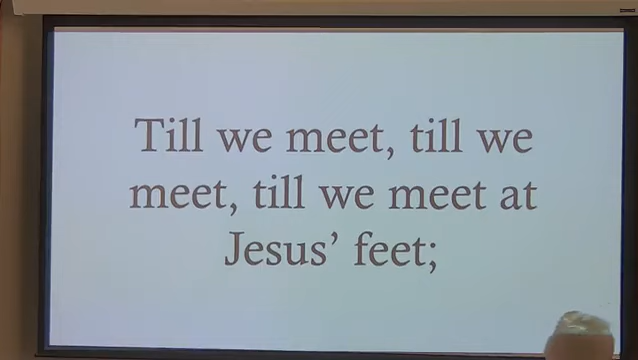 Till we meet, till we
meet, till we meet at
Jesus’ feet;